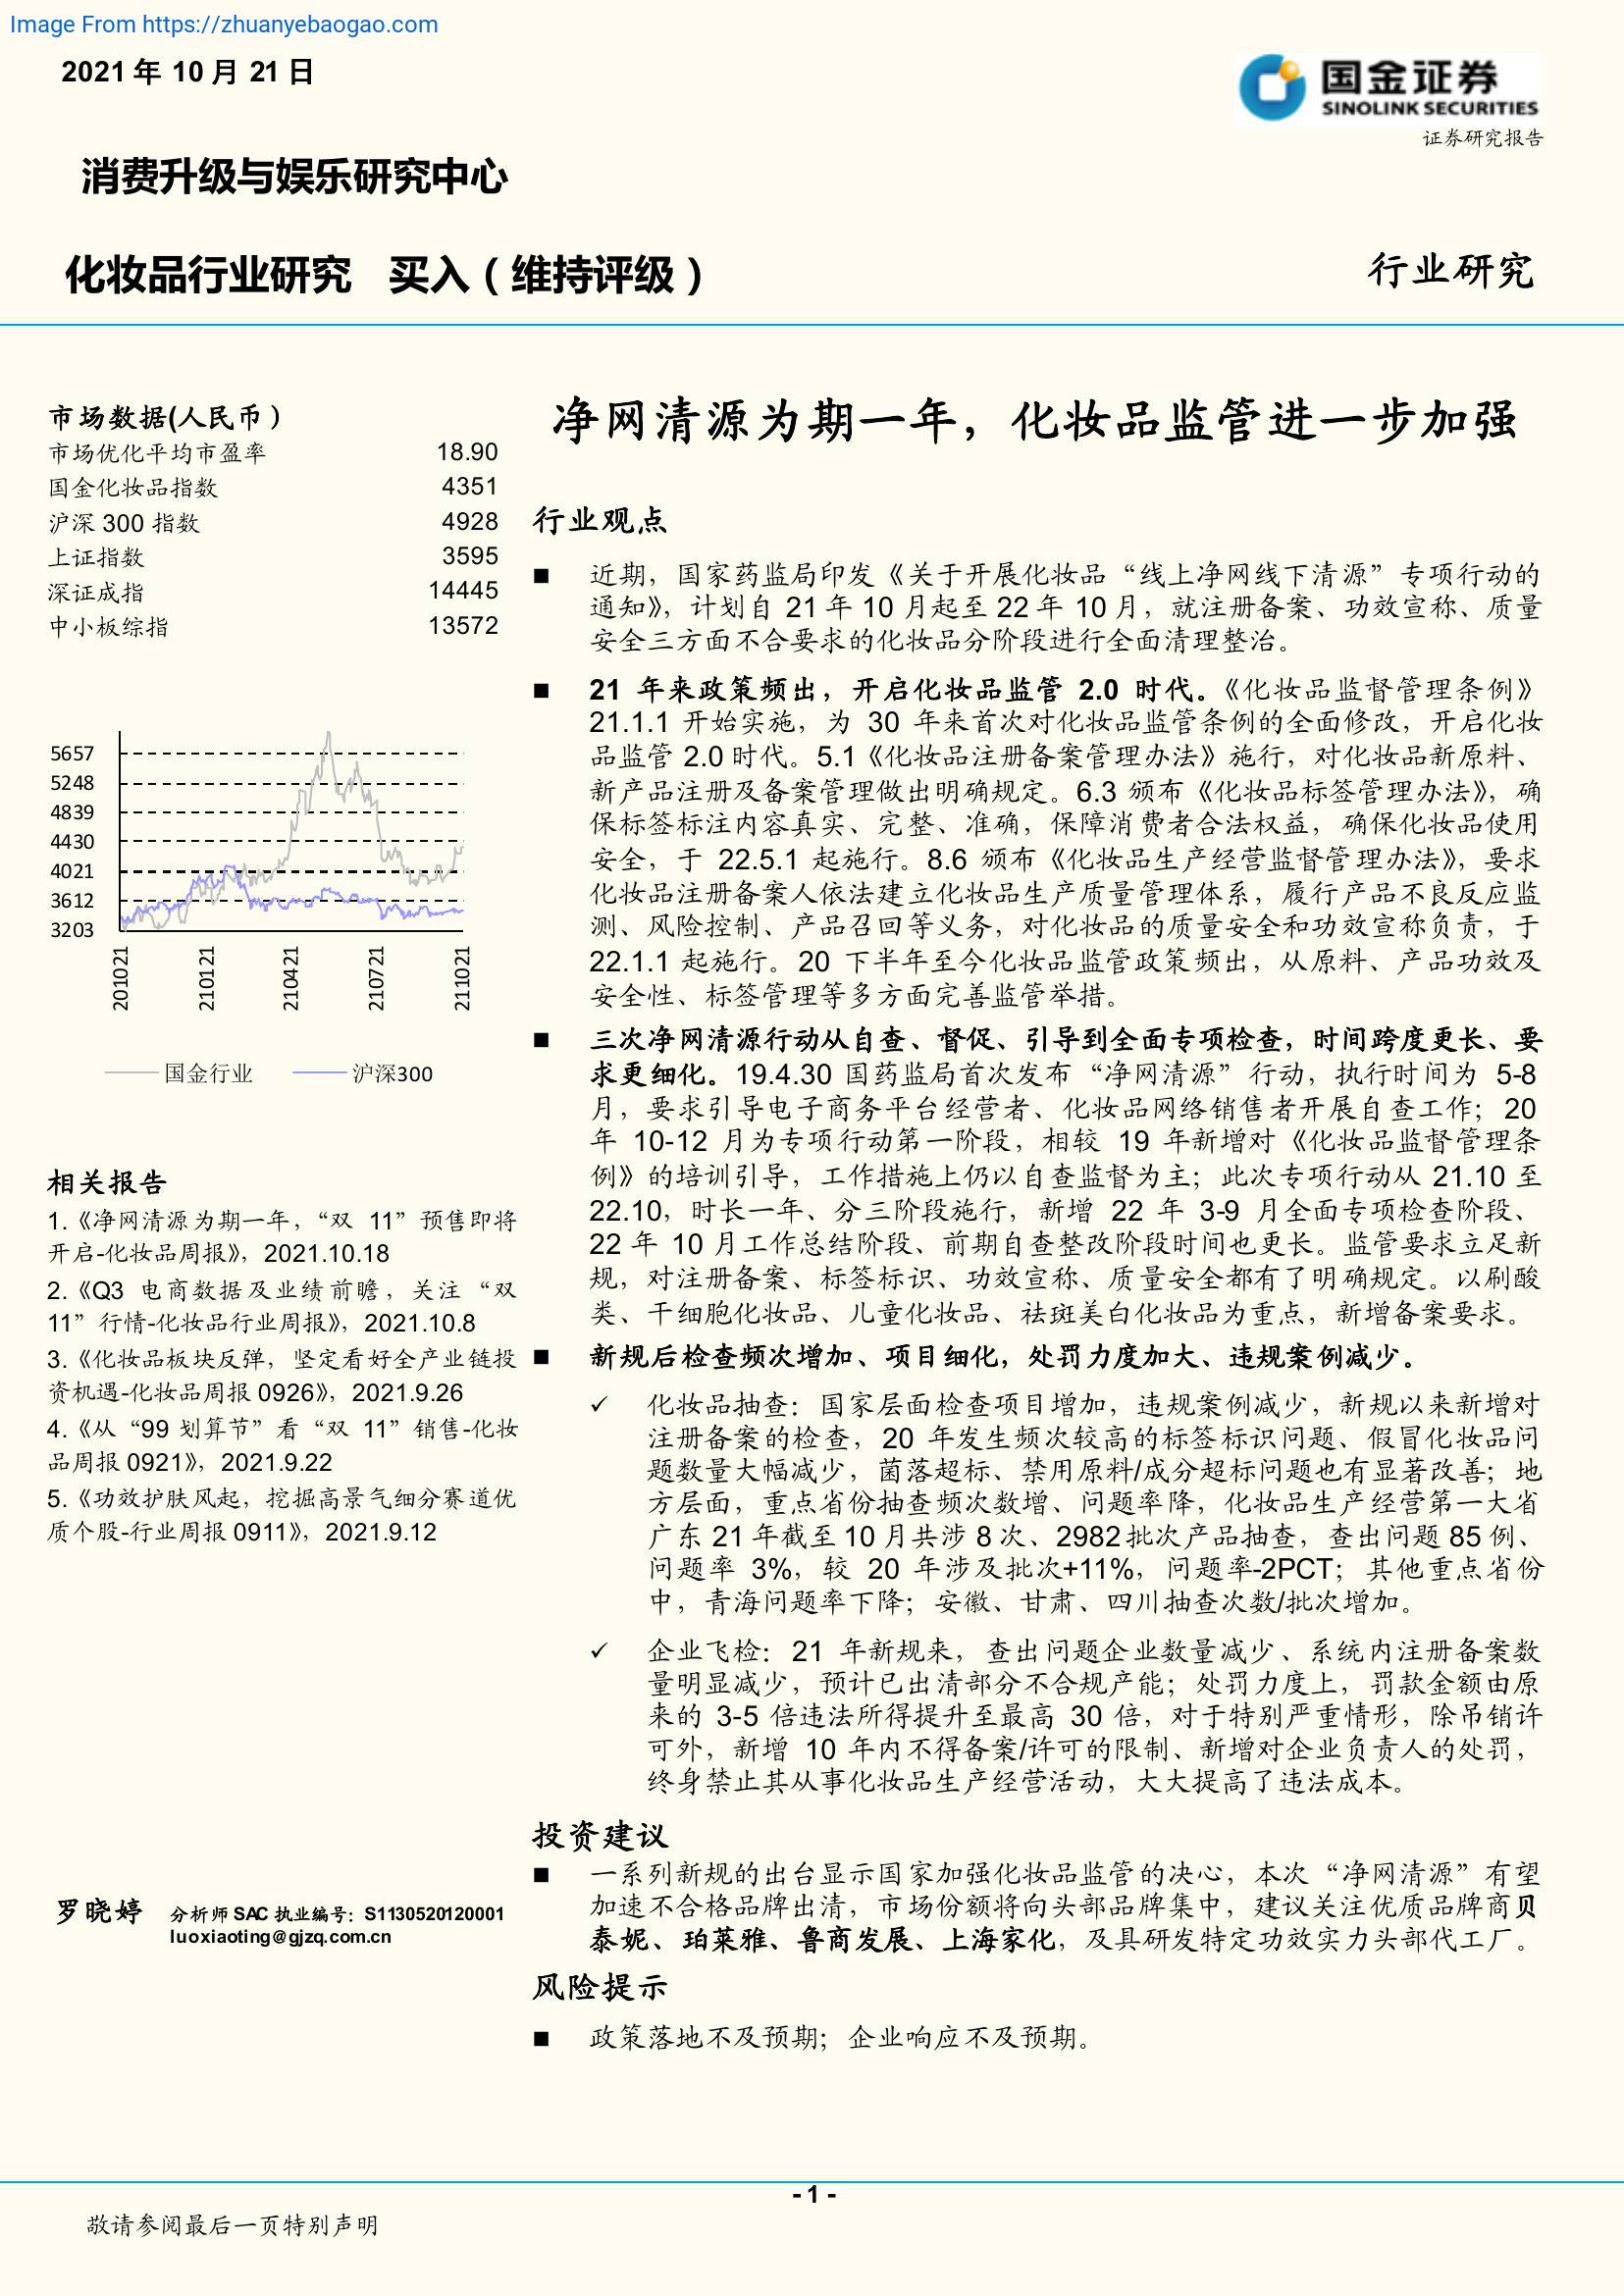 Image From https://zhuanyebaogao.com
2021 年 10 月 21 日
国金证券
SINOLINK SECURITIES
证券研究报告
消费升级与娱乐研究中心
化妆品行业研究 买入（维持评级）
行业研究
市场数据(人民币）
市场优化平均市盈率 18.90
国金化妆品指数 4351
沪深 300 指数 4928
上证指数 3595
深证成指 14445
中小板综指 13572
5657
5248
4839
4430
4021
3612
3203
201021
210121
210421
210721
211021
国金行业 沪深300
相关报告
1.《净网清源为期一年，“双 11”预售即将
开启-化妆品周报》，2021.10.18
2.《Q3 电商数据及业绩前瞻，关注“双
11”行情-化妆品行业周报》，2021.10.8
3.《化妆品板块反弹，坚定看好全产业链投
资机遇-化妆品周报 0926》，2021.9.26
4.《从“99 划算节”看“双 11”销售-化妆
品周报 0921》，2021.9.22
5.《功效护肤风起，挖掘高景气细分赛道优
质个股-行业周报 0911》，2021.9.12
罗晓婷 分析师 SAC 执业编号：S1130520120001
luoxiaoting@gjzq.com.cn
净网清源为期一年，化妆品监管进一步加强
行业观点
■ 近期，国家药监局印发《关于开展化妆品“线上净网线下清源”专项行动的
通知》，计划自 21 年 10 月起至 22 年 10 月，就注册备案、功效宣称、质量
安全三方面不合要求的化妆品分阶段进行全面清理整治。
■ 21 年来政策频出，开启化妆品监管 2.0 时代。《化妆品监督管理条例》
21.1.1 开始实施，为 30 年来首次对化妆品监管条例的全面修改，开启化妆
品监管 2.0 时代。5.1《化妆品注册备案管理办法》施行，对化妆品新原料、
新产品注册及备案管理做出明确规定。6.3 颁布《化妆品标签管理办法》，确
保标签标注内容真实、完整、准确，保障消费者合法权益，确保化妆品使用
安全，于 22.5.1 起施行。8.6 颁布《化妆品生产经营监督管理办法》，要求
化妆品注册备案人依法建立化妆品生产质量管理体系，履行产品不良反应监
测、风险控制、产品召回等义务，对化妆品的质量安全和功效宣称负责，于
22.1.1 起施行。20 下半年至今化妆品监管政策频出，从原料、产品功效及
安全性、标签管理等多方面完善监管举措。
■ 三次净网清源行动从自查、督促、引导到全面专项检查，时间跨度更长、要
求更细化。19.4.30 国药监局首次发布“净网清源”行动，执行时间为 5-8
月，要求引导电子商务平台经营者、化妆品网络销售者开展自查工作；20
年 10-12 月为专项行动第一阶段，相较 19 年新增对《化妆品监督管理条
例》的培训引导，工作措施上仍以自查监督为主；此次专项行动从 21.10 至
22.10，时长一年、分三阶段施行，新增 22 年 3-9 月全面专项检查阶段、
22 年 10 月工作总结阶段、前期自查整改阶段时间也更长。监管要求立足新
规，对注册备案、标签标识、功效宣称、质量安全都有了明确规定。以刷酸
类、干细胞化妆品、儿童化妆品、祛斑美白化妆品为重点，新增备案要求。
■ 新规后检查频次增加、项目细化，处罚力度加大、违规案例减少。
✓ 化妆品抽查：国家层面检查项目增加，违规案例减少，新规以来新增对
注册备案的检查，20 年发生频次较高的标签标识问题、假冒化妆品问
题数量大幅减少，菌落超标、禁用原料/成分超标问题也有显著改善；地
方层面，重点省份抽查频次数增、问题率降，化妆品生产经营第一大省
广东 21 年截至 10 月共涉 8 次、2982 批次产品抽查，查出问题 85 例、
问题率 3%，较 20 年涉及批次+11%，问题率-2PCT；其他重点省份
中，青海问题率下降；安徽、甘肃、四川抽查次数/批次增加。
✓ 企业飞检：21 年新规来，查出问题企业数量减少、系统内注册备案数
量明显减少，预计已出清部分不合规产能；处罚力度上，罚款金额由原
来的 3-5 倍违法所得提升至最高 30 倍，对于特别严重情形，除吊销许
可外，新增 10 年内不得备案/许可的限制、新增对企业负责人的处罚，
终身禁止其从事化妆品生产经营活动，大大提高了违法成本。
投资建议
■ 一系列新规的出台显示国家加强化妆品监管的决心，本次“净网清源”有望
加速不合格品牌出清，市场份额将向头部品牌集中，建议关注优质品牌商贝
泰妮、珀莱雅、鲁商发展、上海家化，及具研发特定功效实力头部代工厂。
风险提示
■ 政策落地不及预期；企业响应不及预期。
- 1 -
敬请参阅最后一页特别声明